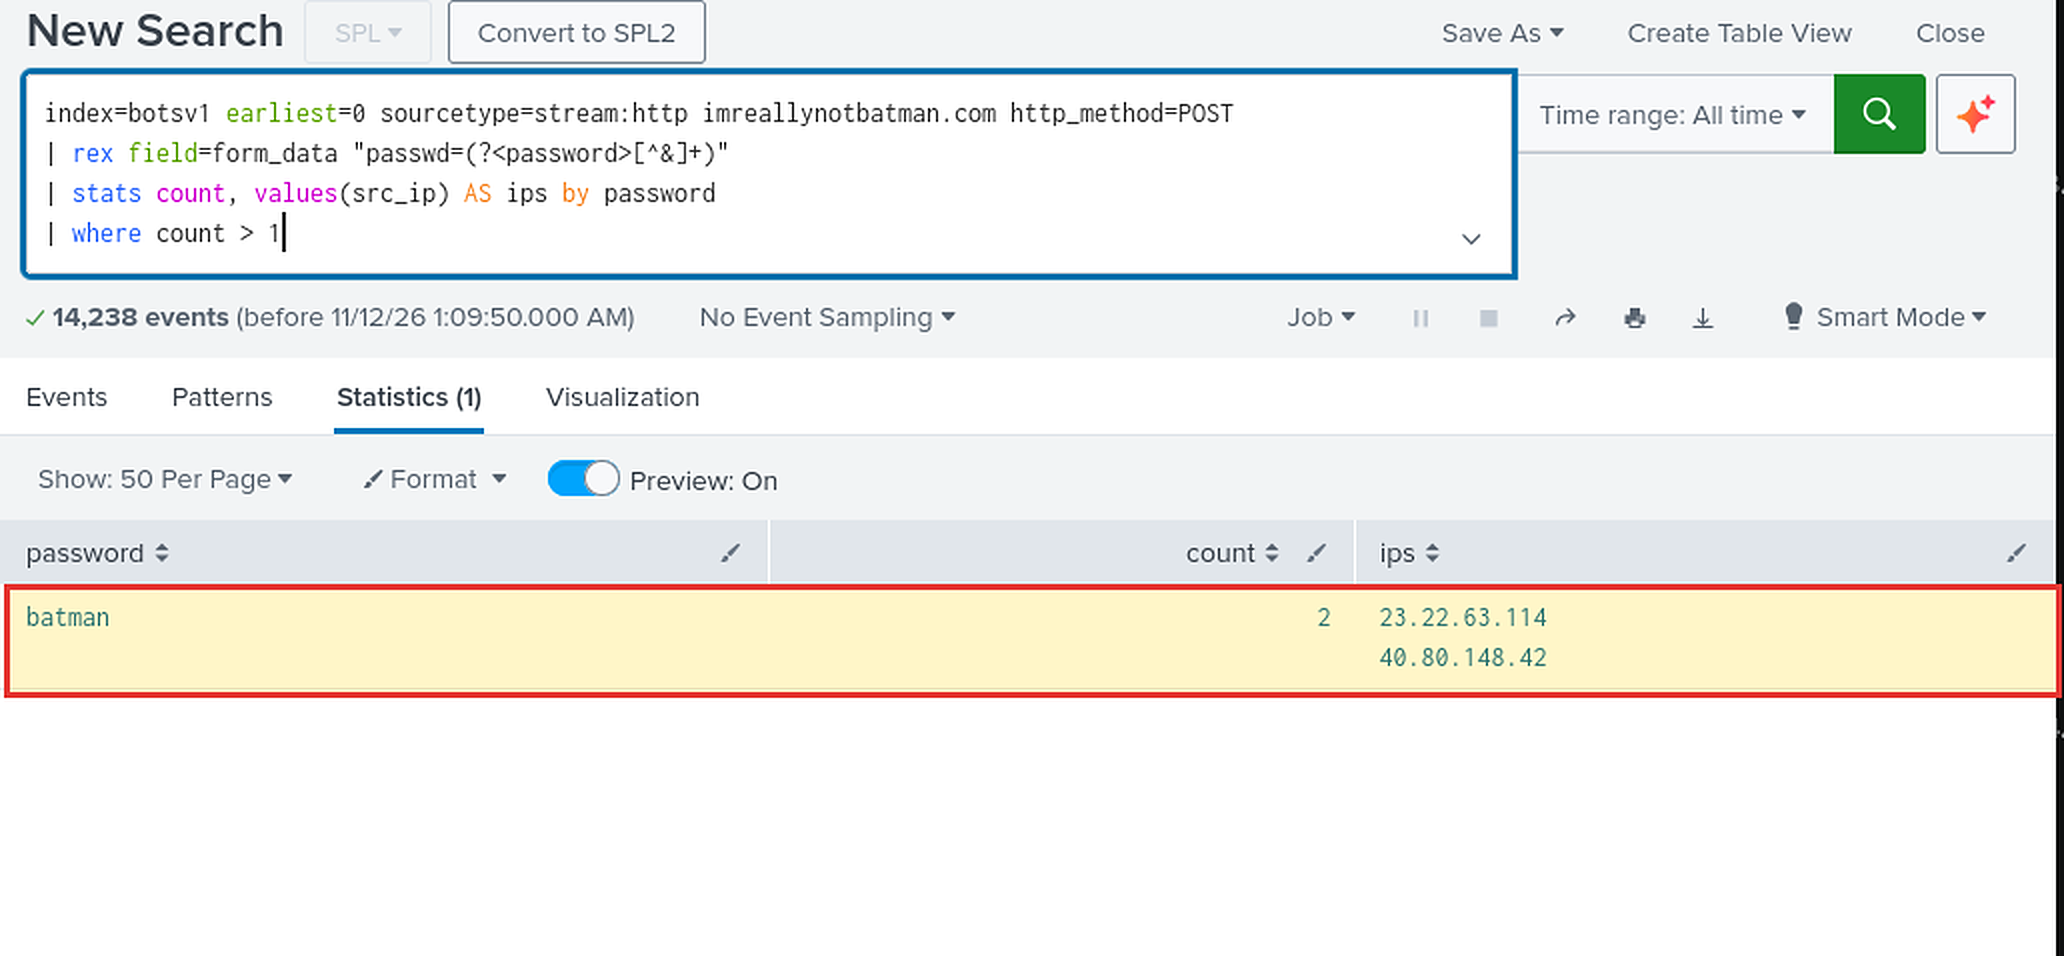 New Search SPL Convert to SPL2 Save As Create Table View Close
index=botsv1 earliest=0 sourcetype=stream:http imreallynotbatman.com http_method=POST
Time range: All time
| rex field=form_data "passwd=(?<password>[^&]+)"
| stats count, values(src_ip) AS ips by password
| where count > 1
14,238 events (before 11/12/26 1:09:50.000 AM) No Event Sampling Job Smart Mode
Events Patterns Statistics (1) Visualization
Show: 50 Per Page Format Preview: On
password count ips
batman 2 23.22.63.114
40.80.148.42